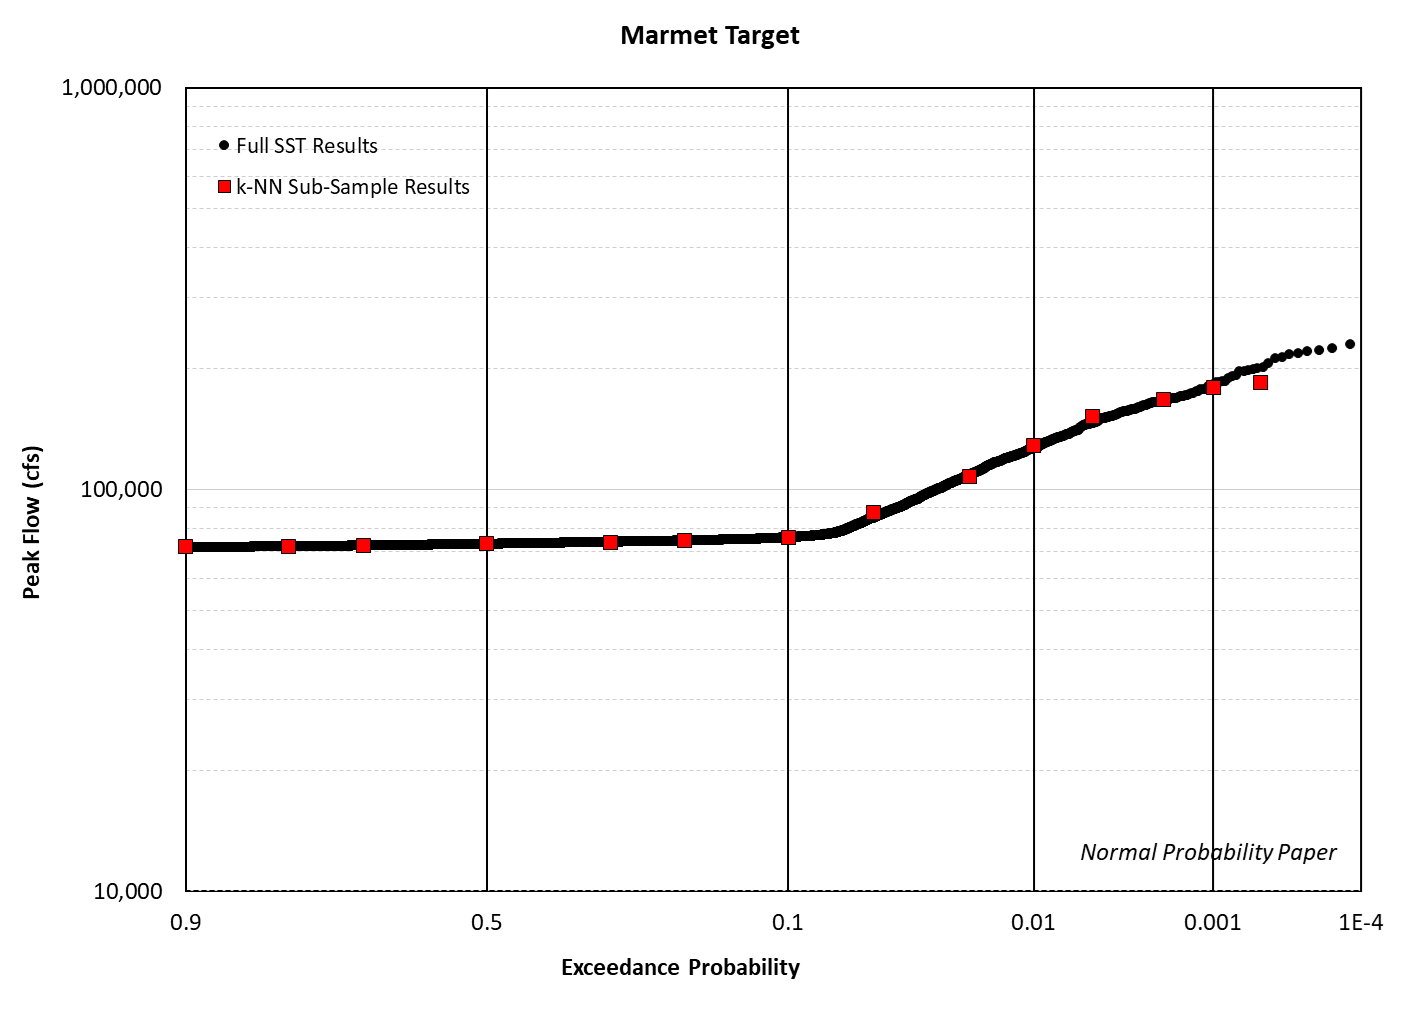 Marmet Target
1,000,000
Full SST Results
k-NN Sub-Sample Results
100,000
Peak Flow (cfs)
Normal Probability Paper
10,000
0.9 0.5 0.1 0.01 0.001 1E-4
Exceedance Probability